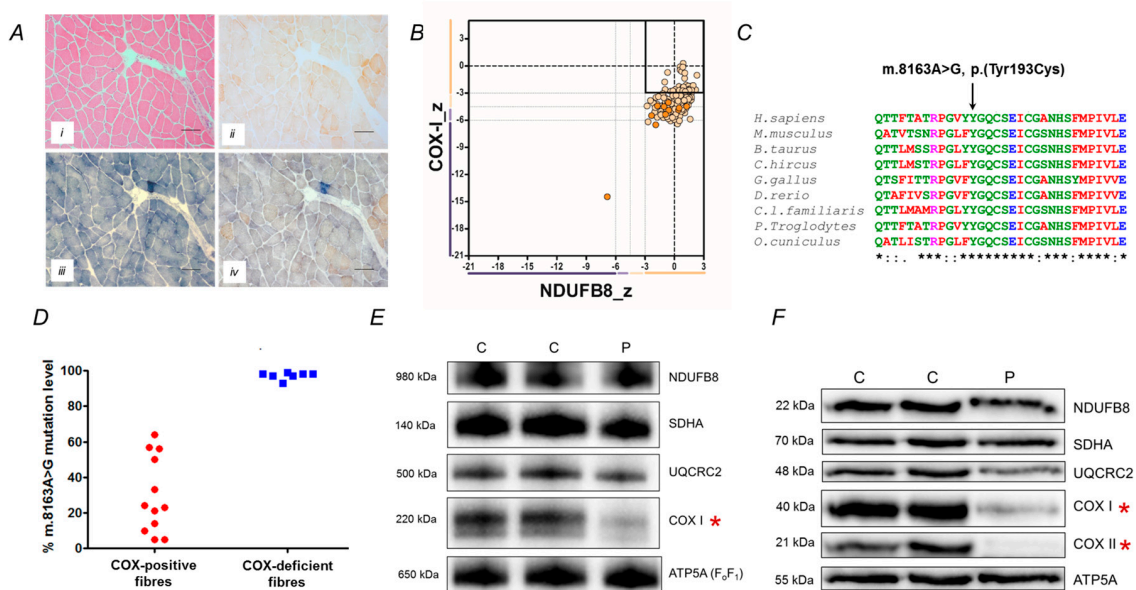 A
i
ii
iii
iv
B
COX-I_z
3
0
-3
-6
-9
-12
-15
-18
-21
-21 -18 -15 -12 -9 -6 -3 0 3
NDUFB8_z
C
m.8163A>G, p.(Tyr193Cys)
H.sapiens QTTFTATRPGVYYGQCSEICGANHSFMPIVLE
M.musculus QATVTSNRPGLFYGQCSEICGSNHSFMPIVLE
B.taurus QTTLMSSRPGLYYGQCSEICGSNHSFMPIVLE
C.hircus QTTLMSTRPGLYYGQCSEICGSNHSFMPIVLE
G.gallus QTSFITTRPGVFYGQCSEICGANHSYMPIVVE
D.rerio QTAFIVSRPGVFYGQCSEICGANHSFMPIVVE
C.l.familiaris QTTLMAMRPGLYYGQCSEICGSNHSFMPIVLE
P.Troglodytes QTTFTATRPGVYYGQCSEICGANHSFMPIVLE
O.cuniculus QATLISTRPGLFYGQCSEICGSNHSFMPIVLE
*::. ***::************:***:****:*
D
% m.8163A>G mutation level
100
80
60
40
20
0
COX-positive fibres
COX-deficient fibres
E
C C P
980 kDa NDUFB8
140 kDa SDHA
500 kDa UQCRC2
220 kDa COX I *
650 kDa ATP5A (FoF1)
F
C C P
22 kDa NDUFB8
70 kDa SDHA
48 kDa UQCRC2
40 kDa COX I *
21 kDa COX II *
55 kDa ATP5A